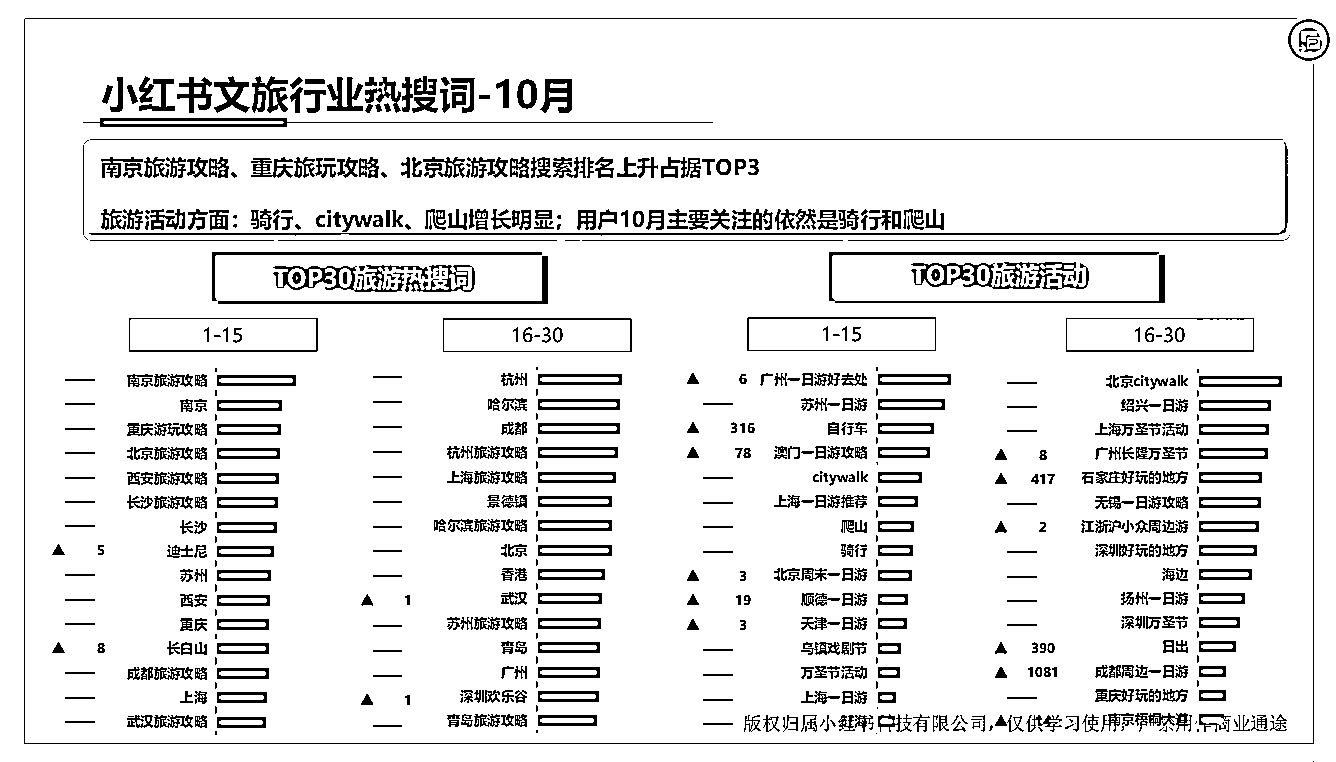 小红书文旅行业热搜词-10月
南京旅游攻略、重庆旅玩攻略、北京旅游攻略搜索排名上升占据TOP3
旅游活动方面：骑行、citywalk、爬山增长明显；用户10月主要关注的依然是骑行和爬山
TOP30旅游热搜词
1-15
南京旅游攻略
南京
重庆游玩攻略
北京旅游攻略
西安旅游攻略
长沙旅游攻略
长沙
▲ 5 迪士尼
苏州
西安
重庆
▲ 8 长白山
成都旅游攻略
上海
武汉旅游攻略
16-30
杭州
哈尔滨
成都
杭州旅游攻略
上海旅游攻略
景德镇
哈尔滨旅游攻略
北京
香港
▲ 1 武汉
苏州旅游攻略
青岛
广州
▲ 1 深圳欢乐谷
青岛旅游攻略
TOP30旅游活动
1-15
▲ 6 广州一日游好去处
苏州一日游
▲ 316 自行车
▲ 78 澳门一日游攻略
citywalk
上海一日游推荐
爬山
骑行
▲ 3 北京周末一日游
▲ 19 顺德一日游
▲ 3 天津一日游
乌镇戏剧节
万圣节活动
上海一日游
16-30
北京citywalk
绍兴一日游
上海万圣节活动
▲ 8 广州长隆万圣节
▲ 417 石家庄好玩的地方
无锡一日游攻略
▲ 2 江浙沪小众周边游
深圳好玩的地方
海边
扬州一日游
深圳万圣节
▲ 390 日出
▲ 1081 成都周边一日游
重庆好玩的地方
南京梧桐大道
版权归属小红书科技有限公司，仅供学习使用，严禁用作商业通途